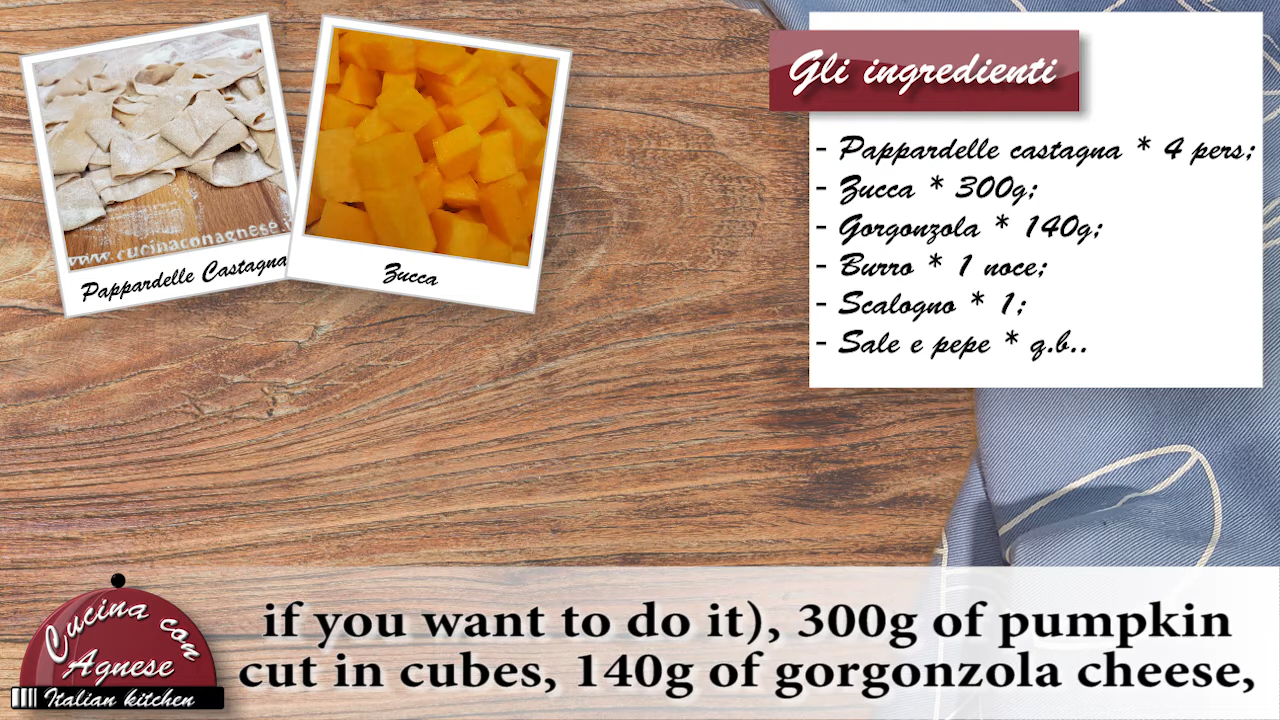 Gli ingredienti
- Pappardelle castagna * 4 pers;
- Zucca * 300g;
- Gorgonzola * 140g;
- Burro * 1 noce;
- Scalogno * 1;
- Sale e pepe * q.b..
www.cucinaconagnese.
Pappardelle Castagna
Zucca
if you want to do it), 300g of pumpkin
cut in cubes, 140g of gorgonzola cheese,
Cucina con
Agnese
Italian kitchen